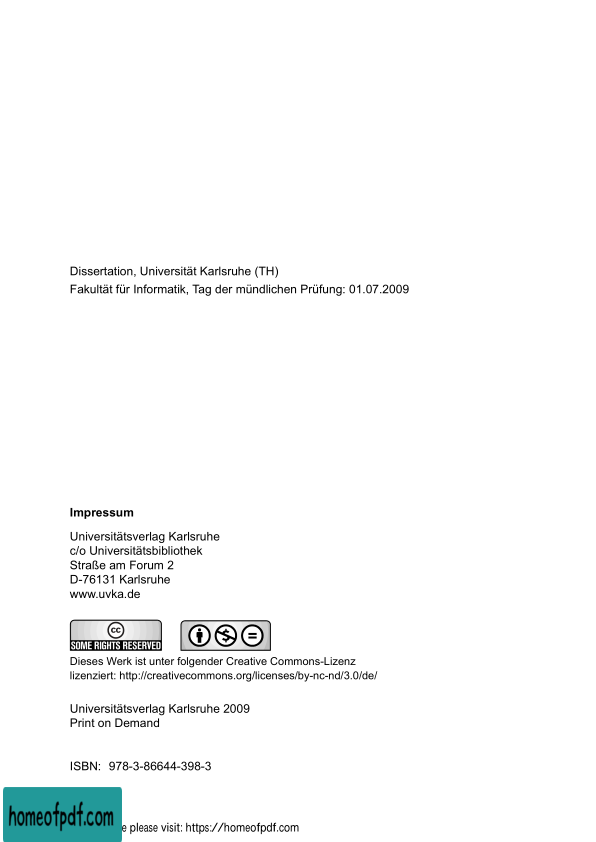 Dissertation, Universität Karlsruhe (TH)
Fakultät für Informatik, Tag der mündlichen Prüfung: 01.07.2009
Impressum
Universitätsverlag Karlsruhe
c/o Universitätsbibliothek
Straße am Forum 2
D-76131 Karlsruhe
www.uvka.de
cc
SOME RIGHTS RESERVED
Dieses Werk ist unter folgender Creative Commons-Lizenz
lizenziert: http://creativecommons.org/licenses/by-nc-nd/3.0/de/
Universitätsverlag Karlsruhe 2009
Print on Demand
ISBN: 978-3-86644-398-3
homeofpdf.com
please visit: https://homeofpdf.com